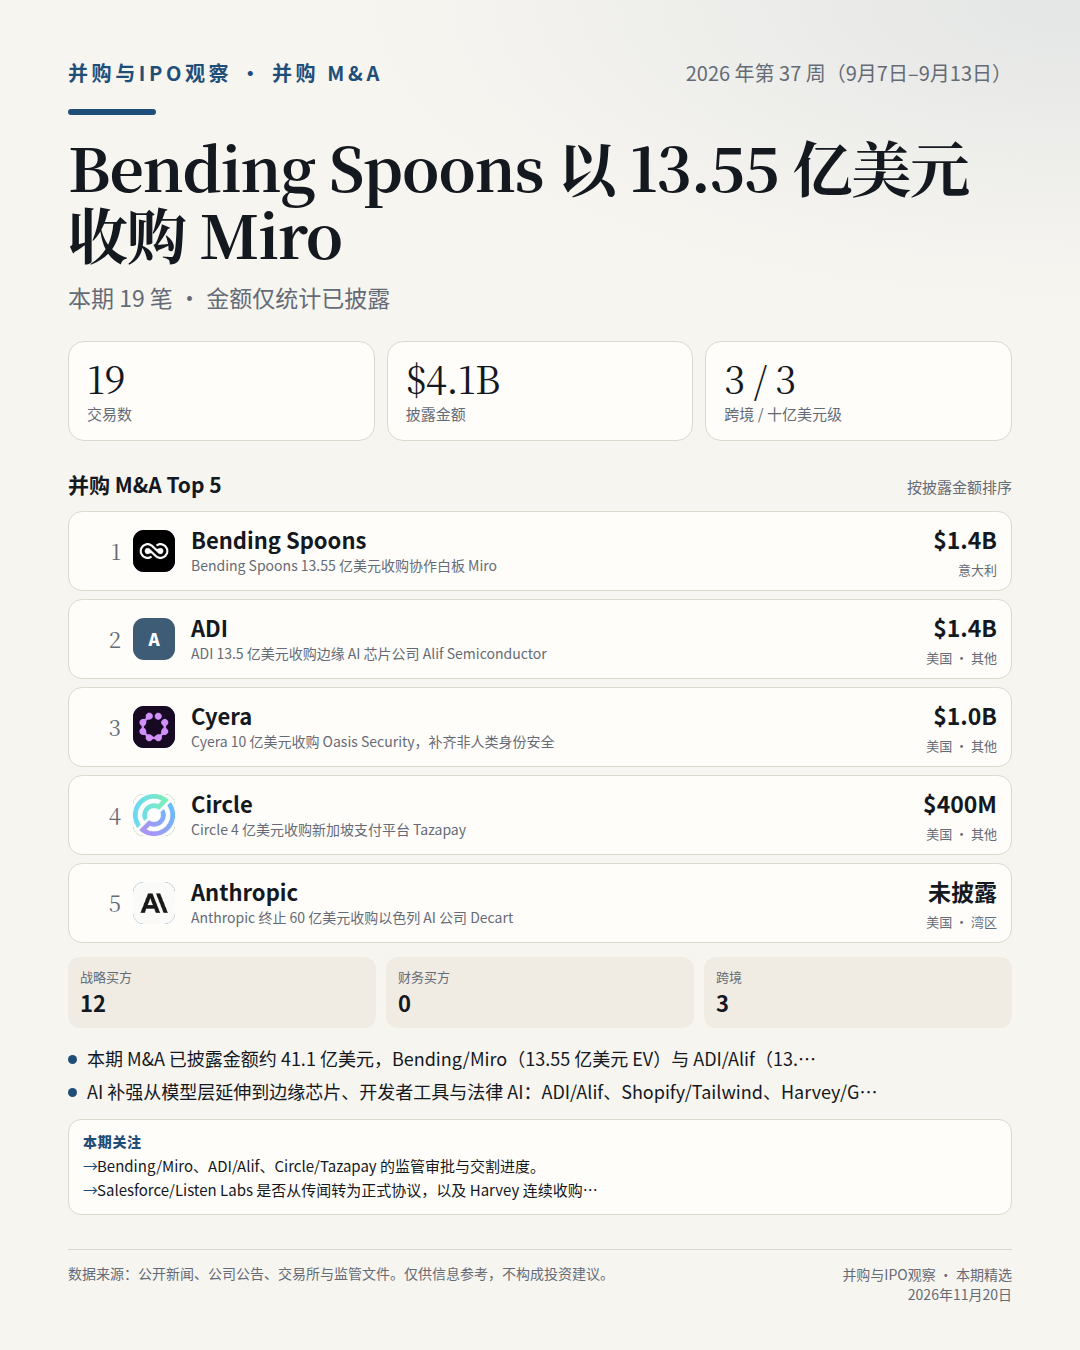 并购与IPO观察 • 并购 M&A
2026 年第 37 周（9月7日–9月13日）
Bending Spoons 以 13.55 亿美元
收购 Miro
本期 19 笔 • 金额仅统计已披露
19
交易数
$4.1B
披露金额
3 / 3
跨境 / 十亿美元级
并购 M&A Top 5
按披露金额排序
1
Bending Spoons
Bending Spoons 13.55 亿美元收购协作白板 Miro
$1.4B
意大利
2
A
ADI
ADI 13.5 亿美元收购边缘 AI 芯片公司 Alif Semiconductor
$1.4B
美国 • 其他
3
Cyera
Cyera 10 亿美元收购 Oasis Security，补齐非人类身份安全
$1.0B
美国 • 其他
4
Circle
Circle 4 亿美元收购新加坡支付平台 Tazapay
$400M
美国 • 其他
5
Anthropic
Anthropic 终止 60 亿美元收购以色列 AI 公司 Decart
未披露
美国 • 湾区
战略买方
12
财务买方
0
跨境
3
• 本期 M&A 已披露金额约 41.1 亿美元，Bending/Miro（13.55 亿美元 EV）与 ADI/Alif（13.…
• AI 补强从模型层延伸到边缘芯片、开发者工具与法律 AI：ADI/Alif、Shopify/Tailwind、Harvey/G…
本期关注
→Bending/Miro、ADI/Alif、Circle/Tazapay 的监管审批与交割进度。
→Salesforce/Listen Labs 是否从传闻转为正式协议，以及 Harvey 连续收购…
数据来源：公开新闻、公司公告、交易所与监管文件。仅供信息参考，不构成投资建议。
并购与IPO观察 • 本期精选
2026年11月20日